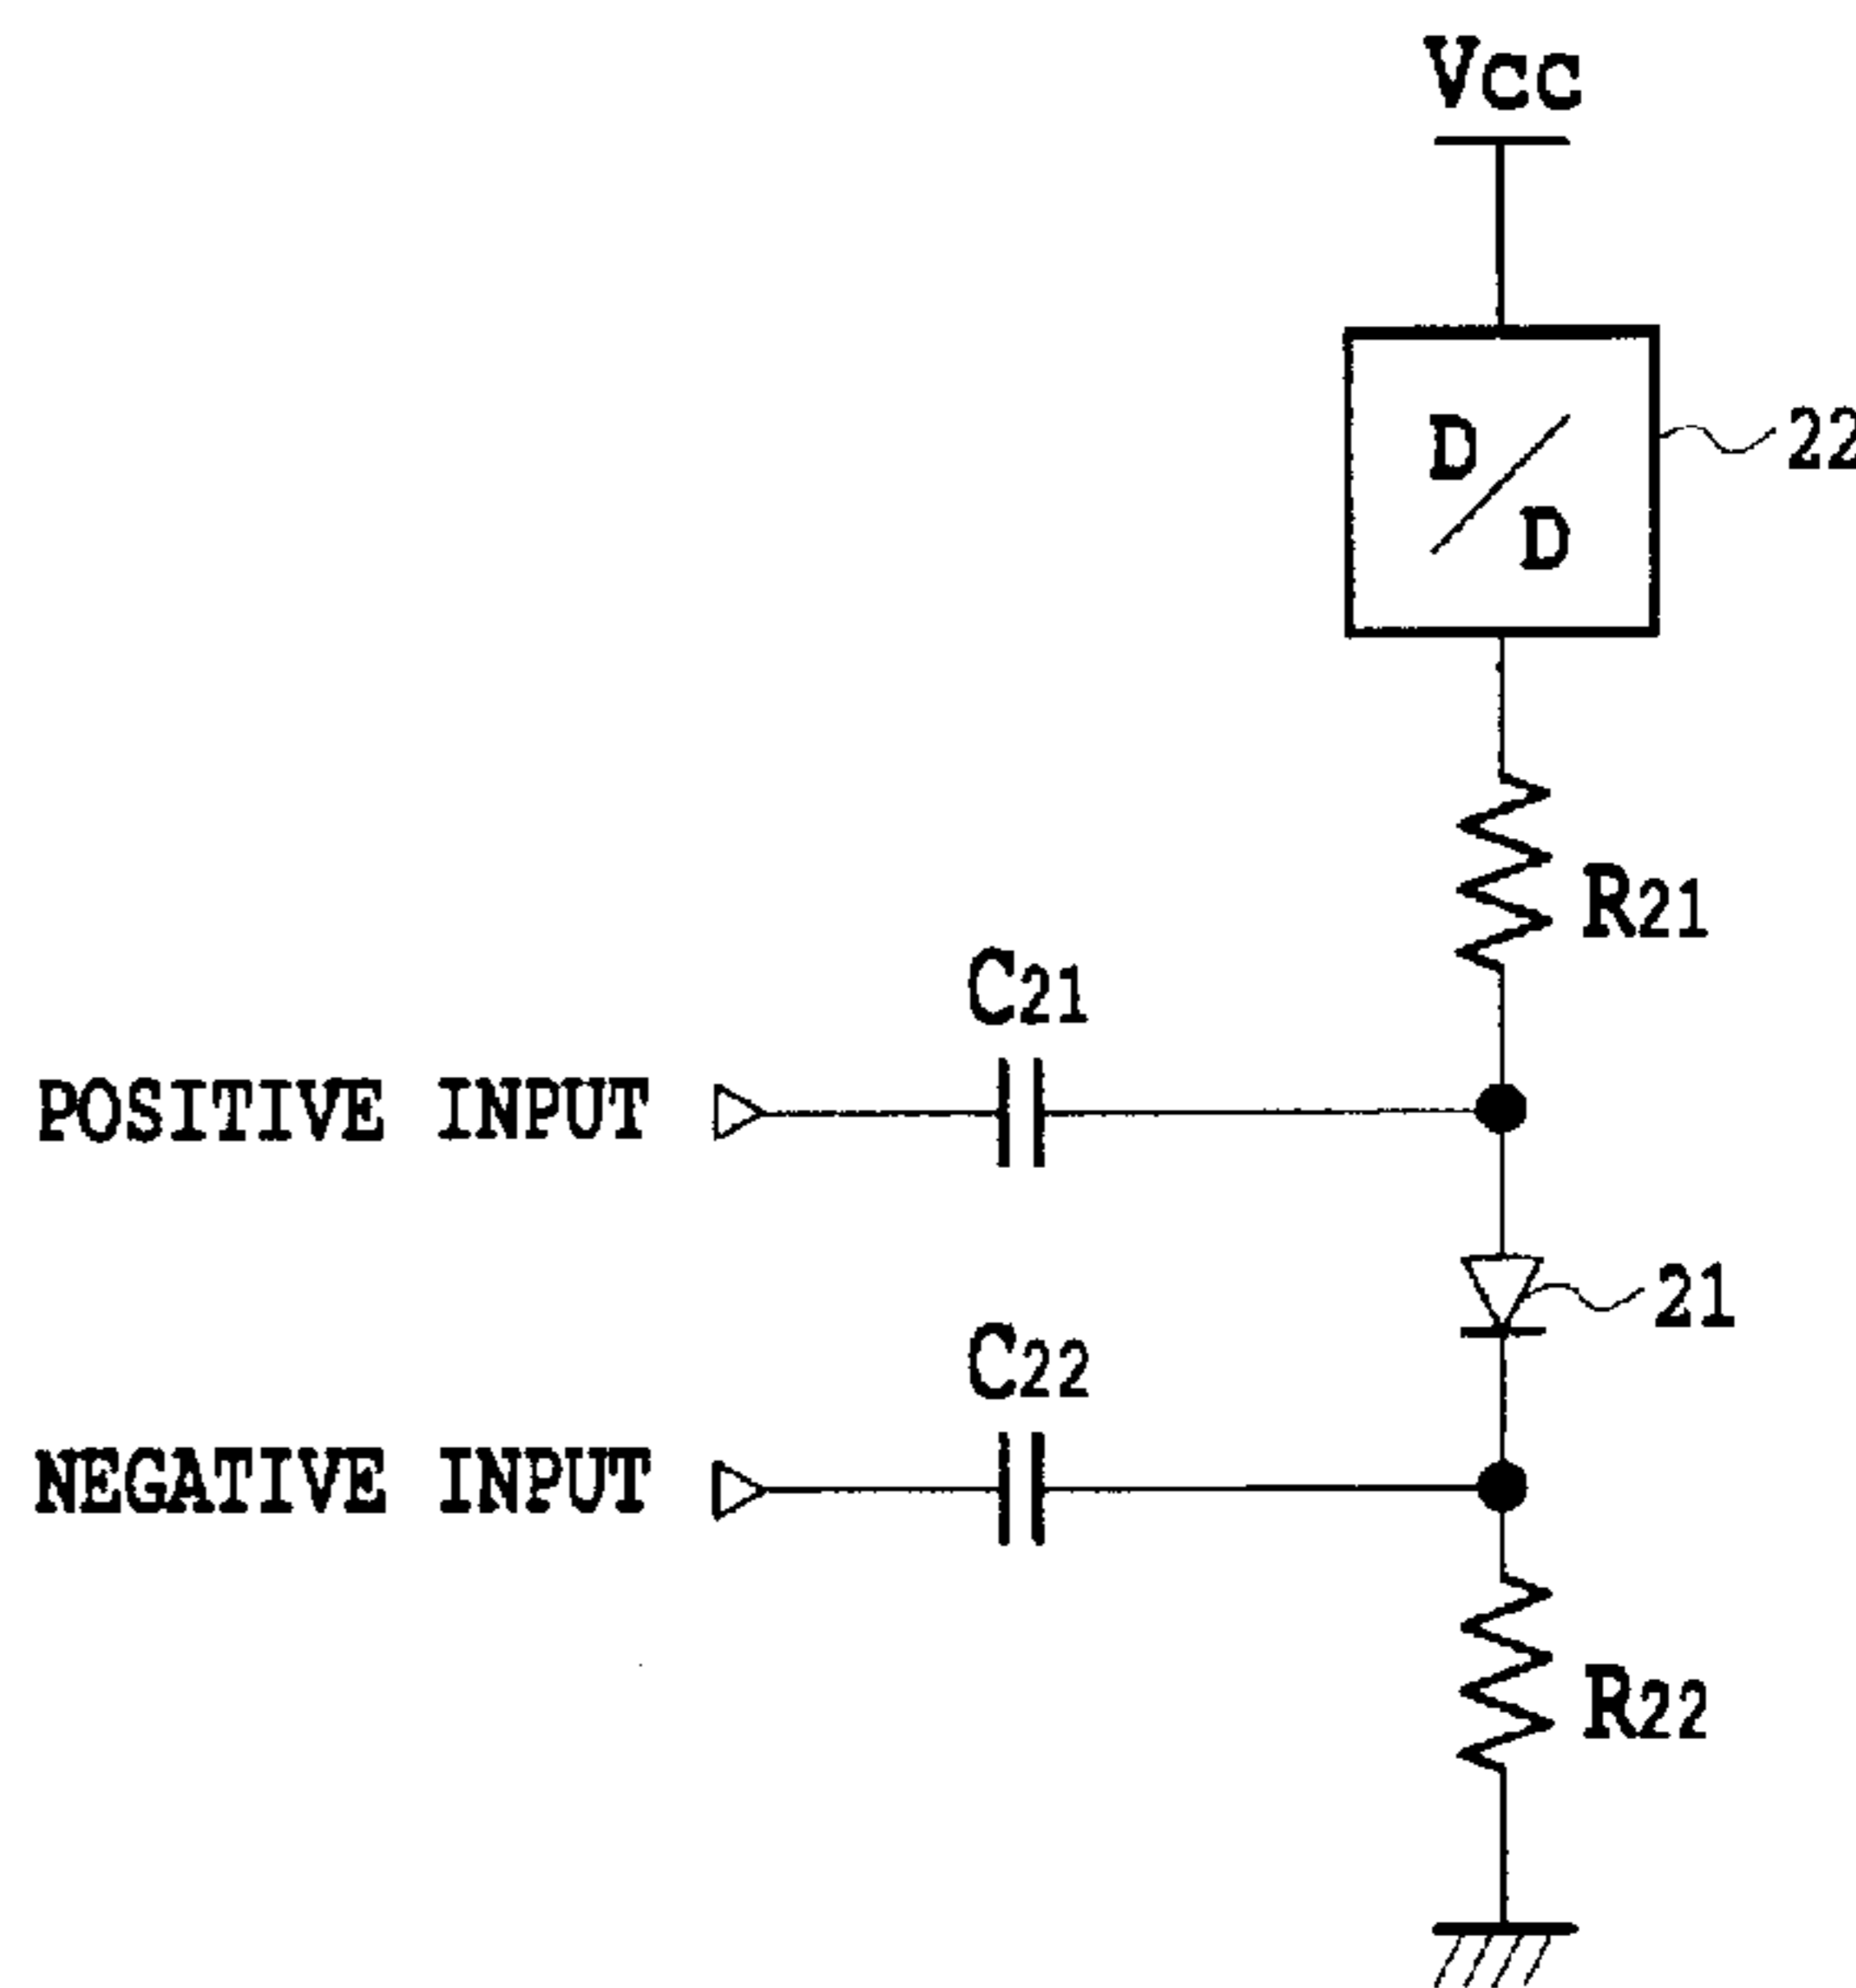 VCC
D/D
22
R21
C21
POSITIVE INPUT
21
C22
NEGATIVE INPUT
R22